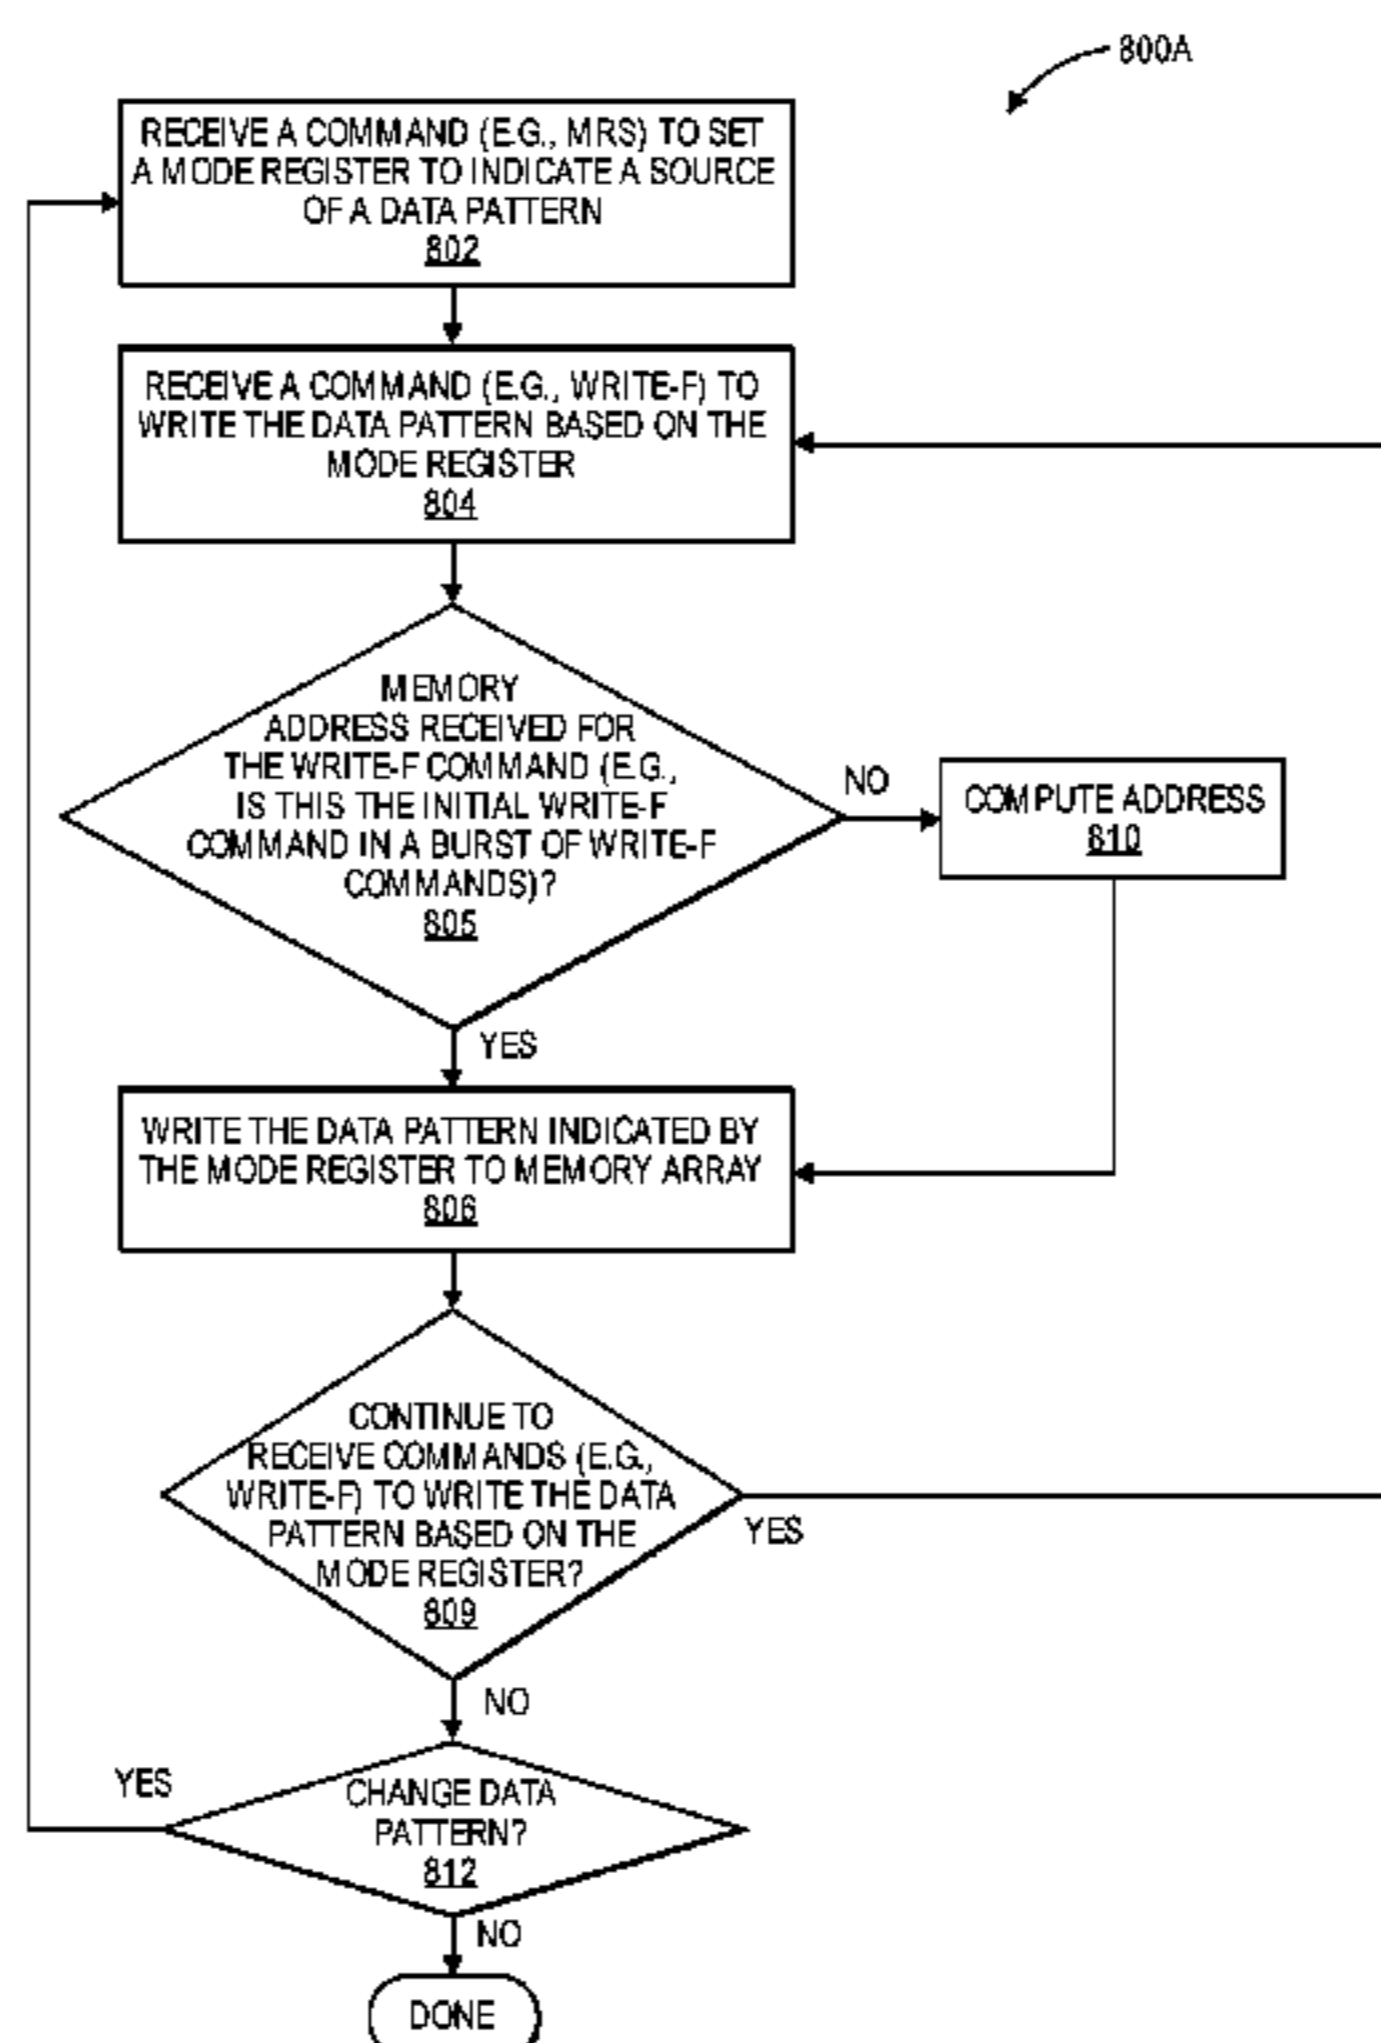 800A
RECEIVE A COMMAND (E.G., MRS) TO SET
A MODE REGISTER TO INDICATE A SOURCE
OF A DATA PATTERN
802
RECEIVE A COMMAND (E.G., WRITE-F) TO
WRITE THE DATA PATTERN BASED ON THE
MODE REGISTER
804
MEMORY
ADDRESS RECEIVED FOR
THE WRITE-F COMMAND (E.G.,
IS THIS THE INITIAL WRITE-F
COMMAND IN A BURST OF WRITE-F
COMMANDS)?
805
NO
COMPUTE ADDRESS
810
YES
WRITE THE DATA PATTERN INDICATED BY
THE MODE REGISTER TO MEMORY ARRAY
806
CONTINUE TO
RECEIVE COMMANDS (E.G.,
WRITE-F) TO WRITE THE DATA
PATTERN BASED ON THE
MODE REGISTER?
809
YES
NO
YES
CHANGE DATA
PATTERN?
812
NO
DONE